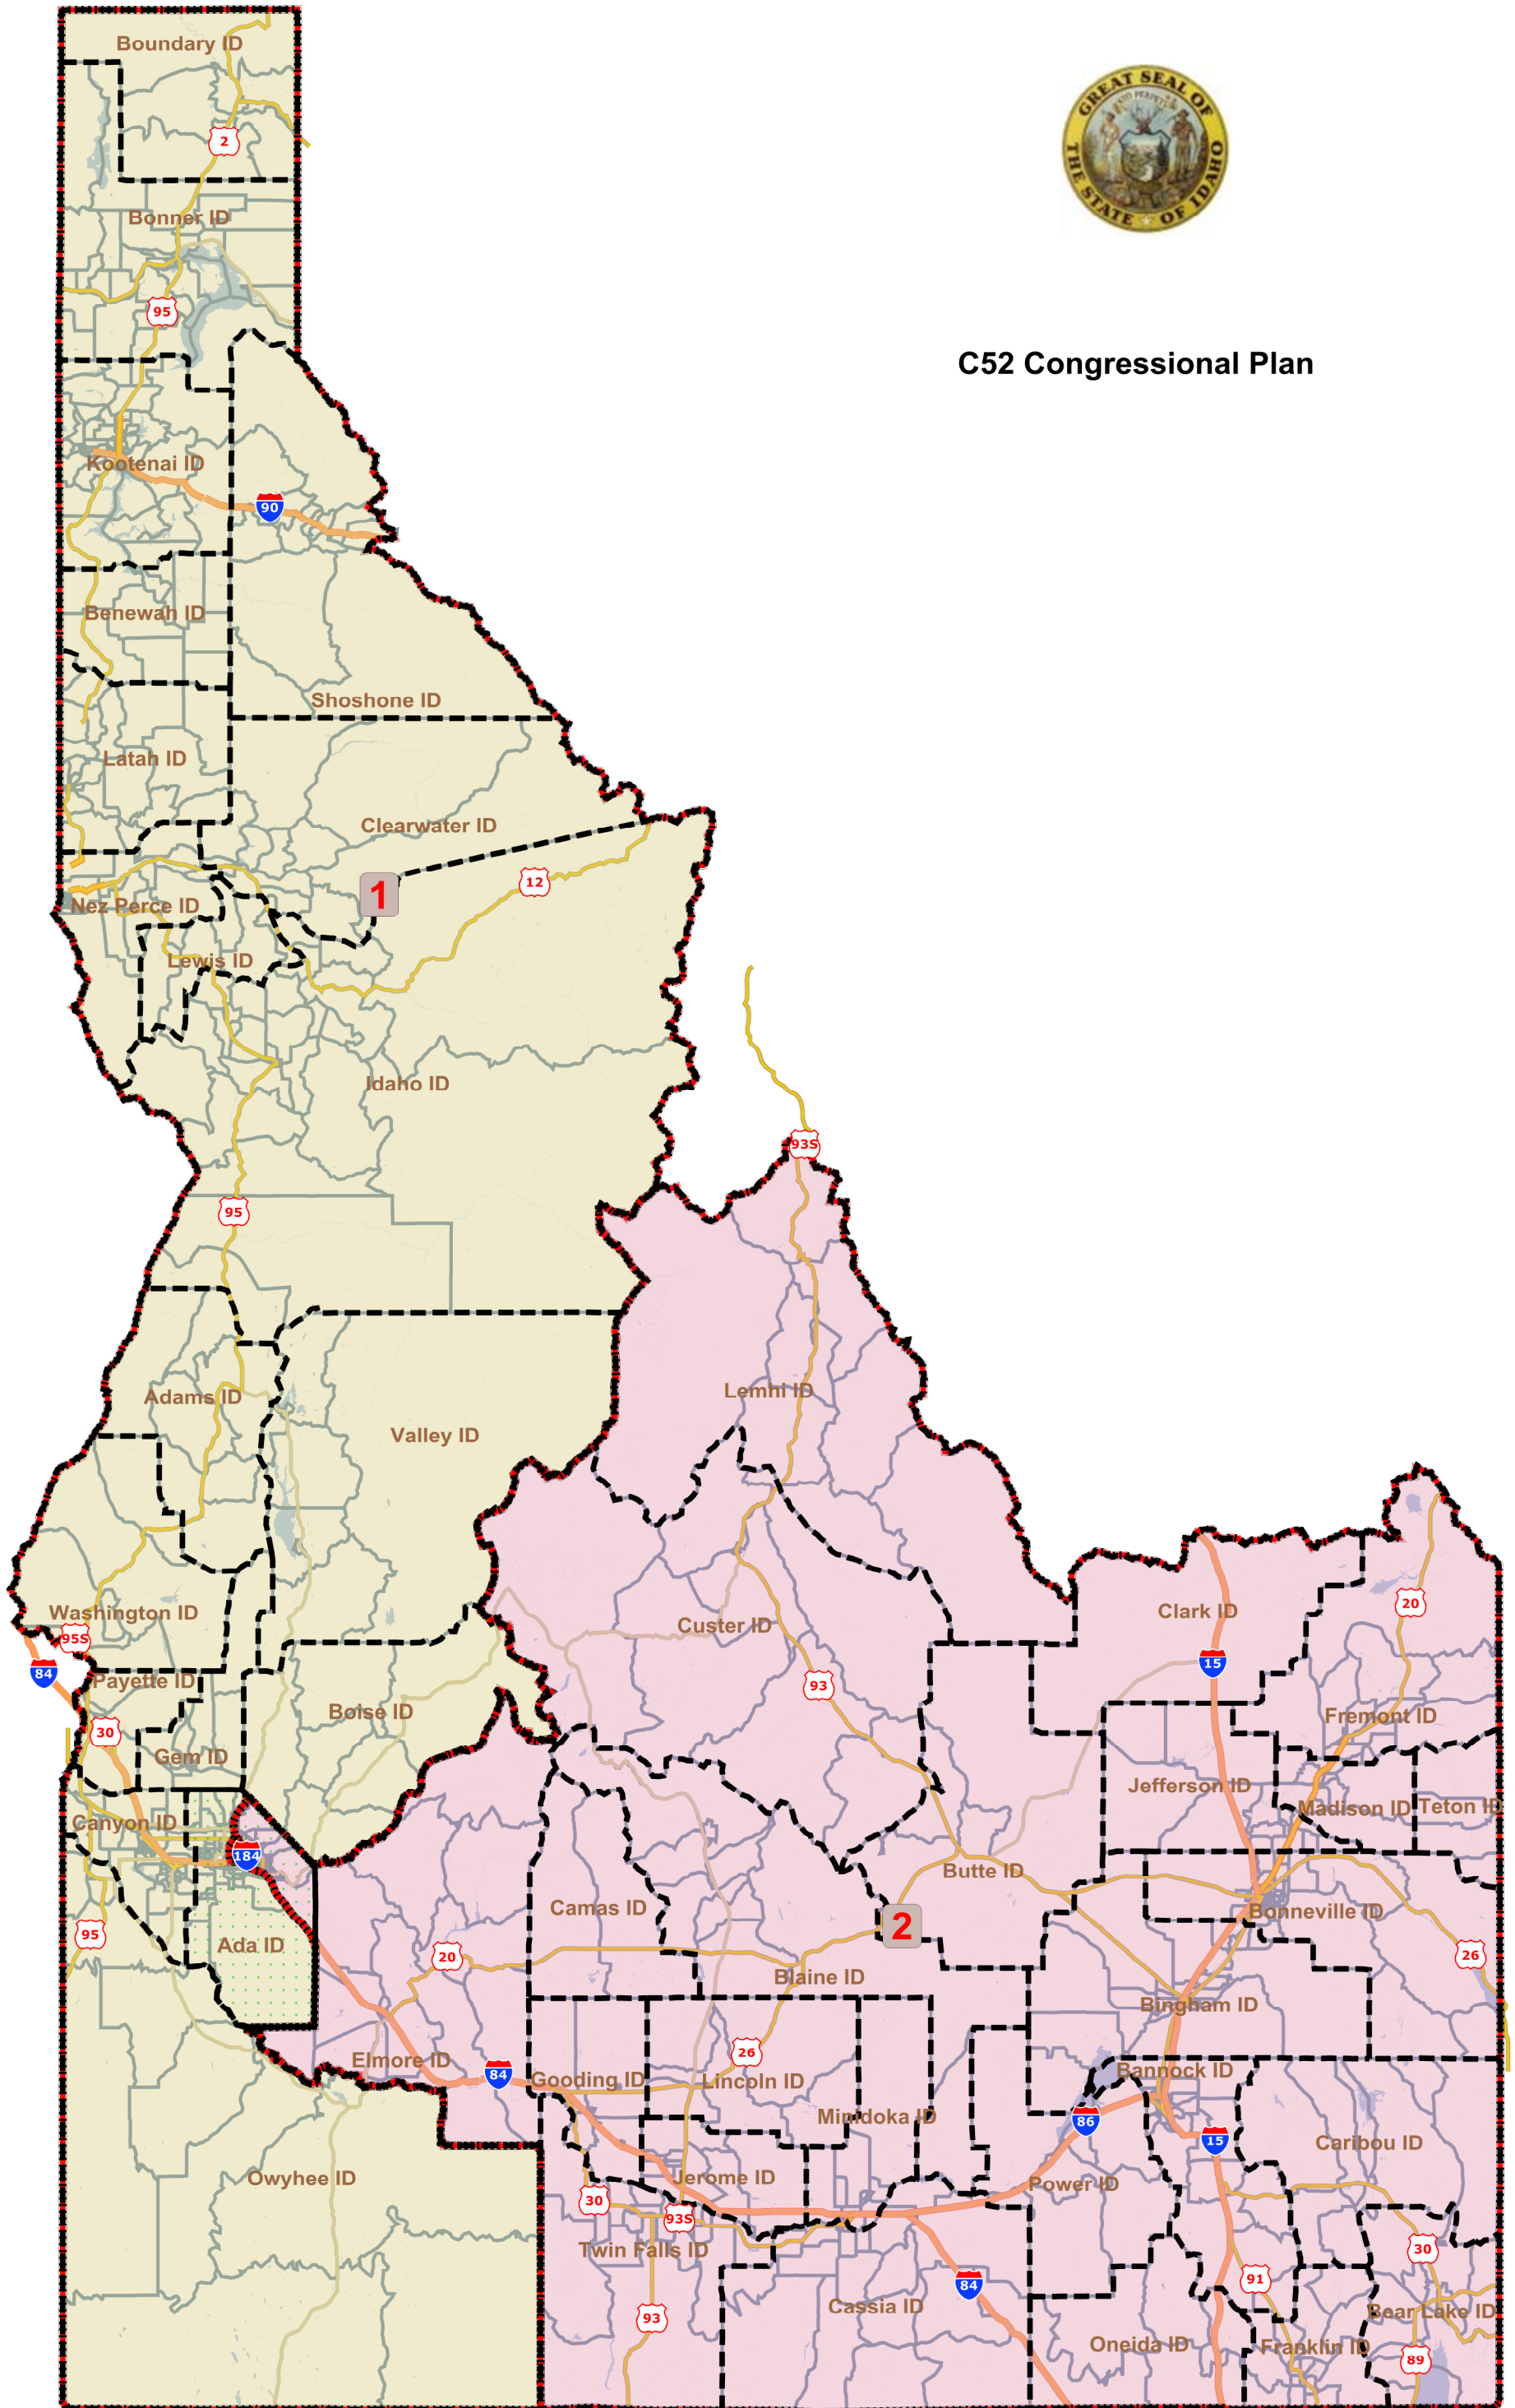 Boundary ID
GREAT SEAL OF
THE STATE ★ OF IDAHO
2
Bonner ID
95
C52 Congressional Plan
Kootenai ID
90
Benewah ID
Shoshone ID
Latah ID
Clearwater ID
1
12
Nez Perce ID
Lewis ID
Idaho ID
93S
95
Lemhi ID
Adams ID
Valley ID
Washington ID
Custer ID
Clark ID
20
95S
84
15
Payette ID
93
30
Boise ID
Fremont ID
Gem ID
Jefferson ID
Madison ID
Teton ID
Canyon ID
184
Butte ID
Camas ID
Bonneville ID
95
2
Ada ID
20
26
Blaine ID
Bingham ID
26
Elmore ID
84
Gooding ID
Lincoln ID
Bannock ID
Minidoka ID
86
15
Caribou ID
Owyhee ID
Jerome ID
Power ID
30
93S
Twin Falls ID
30
91
84
93
Cassia ID
Bear Lake ID
Oneida ID
Franklin ID
89